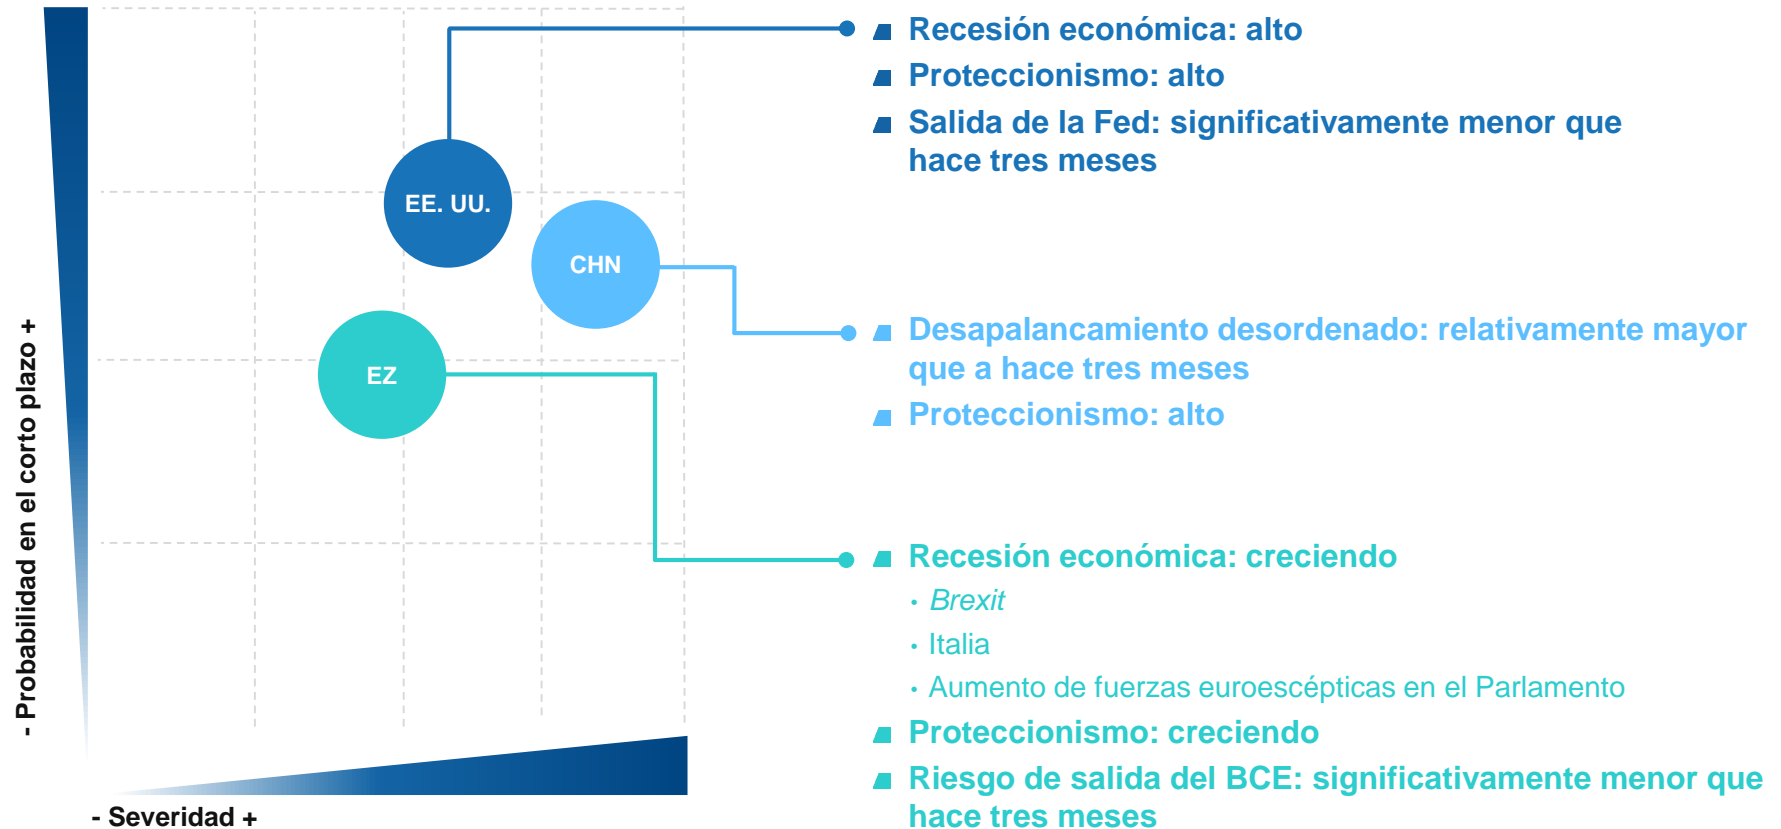 Recesión económica: alto
Proteccionismo: alto
Salida de la Fed: significativamente menor que
hace tres meses
EE. UU.
CHN
Desapalancamiento desordenado: relativamente mayor
que a hace tres meses
Proteccionismo: alto
EZ
- Probabilidad en el corto plazo +
Recesión económica: creciendo
• Brexit
• Italia
• Aumento de fuerzas euroescépticas en el Parlamento
Proteccionismo: creciendo
Riesgo de salida del BCE: significativamente menor que
hace tres meses
- Severidad +